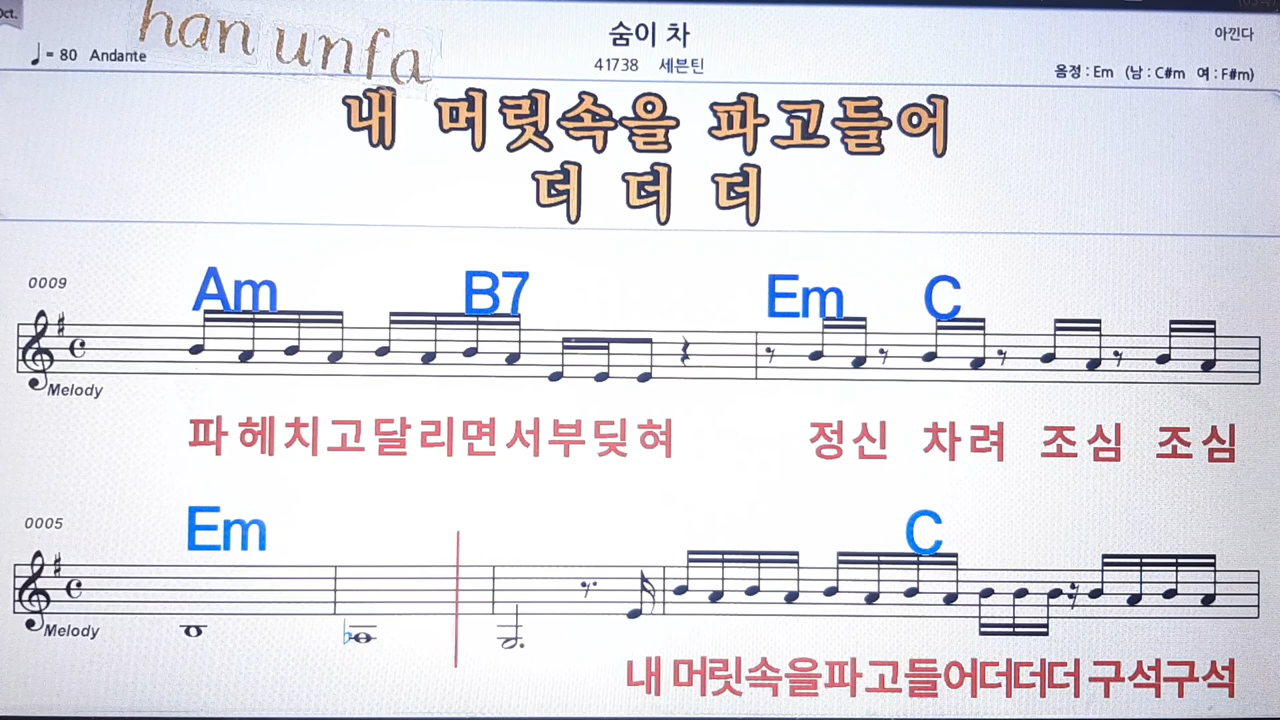 Oct.
han unfa
숨이 차
아낀다
♩= 80 Andante
41738 세븐틴
음정 : Em (남 : C#m 여 : F#m)
내 머릿속을 파고들어
더 더 더
0009
Am B7 Em C
Melody
파헤치고달리면서부딪혀 정신 차려 조심 조심
0005
Em C
Melody
내 머릿속을파고들어더더더 구석구석